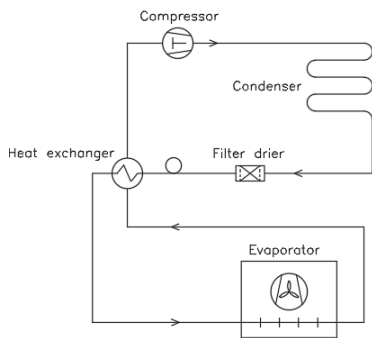 Compressor
Condenser
Heat exchanger
Filter drier
Evaporator